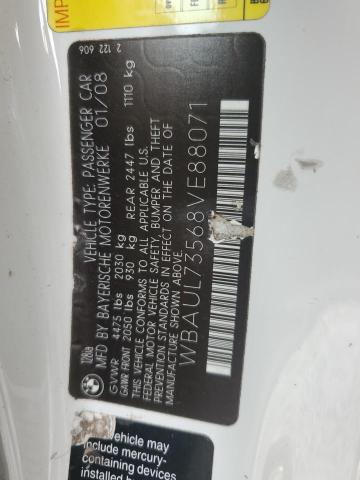 IMP
2 122 606
VEHICLE TYPE: PASSENGER CAR
MFD BY BAYERISCHE MOTORENWERKE 01/08
128iA
GVWR 4475 lbs 2030 kg
GAWR FRONT 2050 lbs 930 kg REAR 2447 lbs 1110 kg
THIS VEHICLE CONFORMS TO ALL APPLICABLE U.S.
FEDERAL MOTOR VEHICLE SAFETY, BUMPER AND THEFT
PREVENTION STANDARDS IN EFFECT ON THE DATE OF
MANUFACTURE SHOWN ABOVE
WBAUL73568VE88071
vehicle may
include mercury-
containing devices
installed b